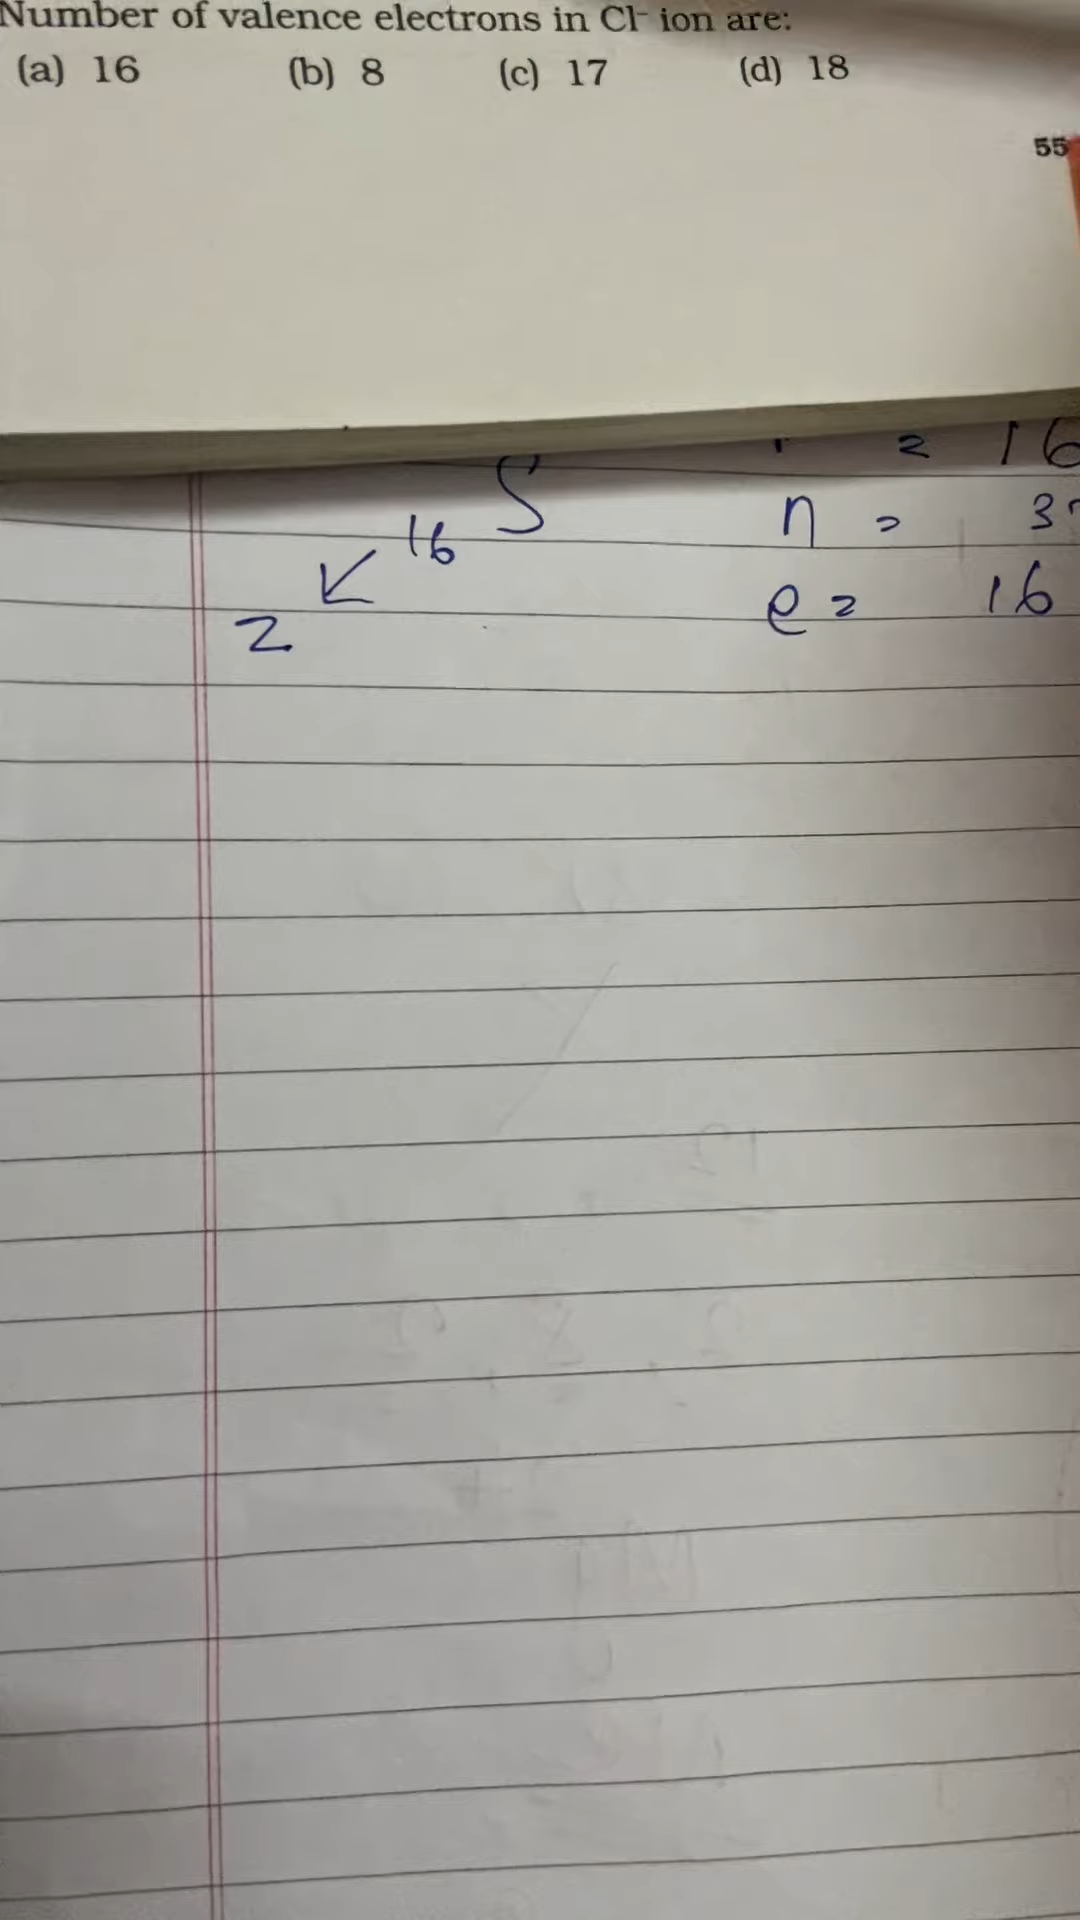 Number of valence electrons in Cl⁻ ion are:
(a) 16 (b) 8 (c) 17 (d) 18
55
= 16
16 S n = 3
Z e = 16